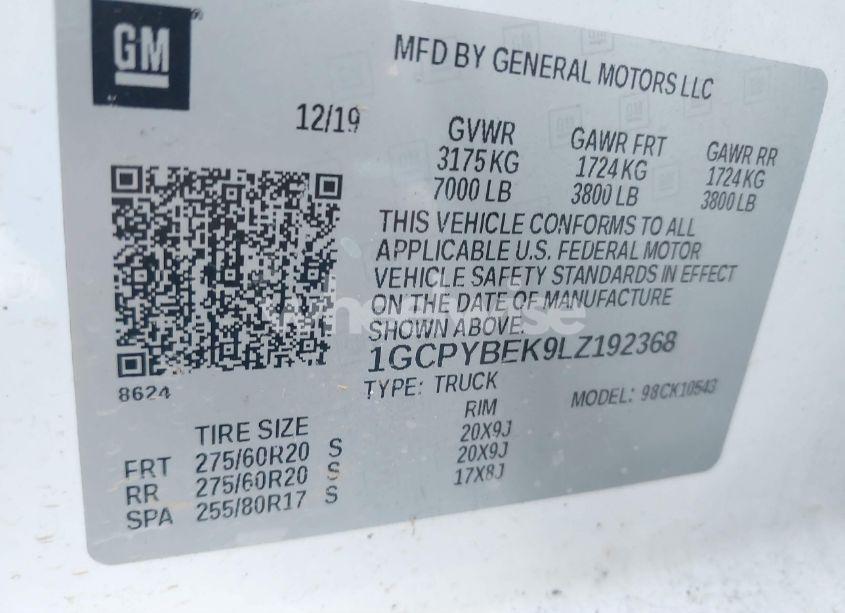 GM
MFD BY GENERAL MOTORS LLC
12/19
GVWR GAWR FRT GAWR RR
3175 KG 1724 KG 1724 KG
7000 LB 3800 LB 3800 LB
THIS VEHICLE CONFORMS TO ALL
APPLICABLE U.S. FEDERAL MOTOR
VEHICLE SAFETY STANDARDS IN EFFECT
ON THE DATE OF MANUFACTURE
SHOWN ABOVE.
1GCPYBEK9LZ192368
8624
TYPE: TRUCK MODEL: 98CK10543
TIRE SIZE RIM
FRT 275/60R20 S 20X9J
RR 275/60R20 S 20X9J
SPA 255/80R17 S 17X8J